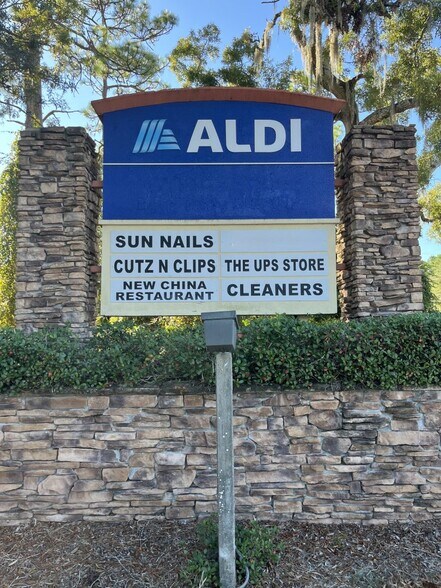 ALDI
SUN NAILS
CUTZ N CLIPS THE UPS STORE
NEW CHINA
RESTAURANT
CLEANERS